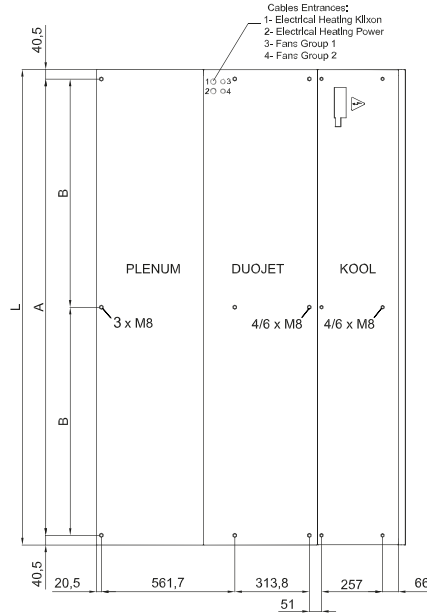 Cables Entrances:
1- Electrical Heating Klixon
2- Electrical Heating Power
3- Fans Group 1
4- Fans Group 2
40,5
1 3
2 4
B
PLENUM DUOJET KOOL
L
A
3 x M8 4/6 x M8 4/6 x M8
B
40,5
20,5 561,7 313,8 257 66
51